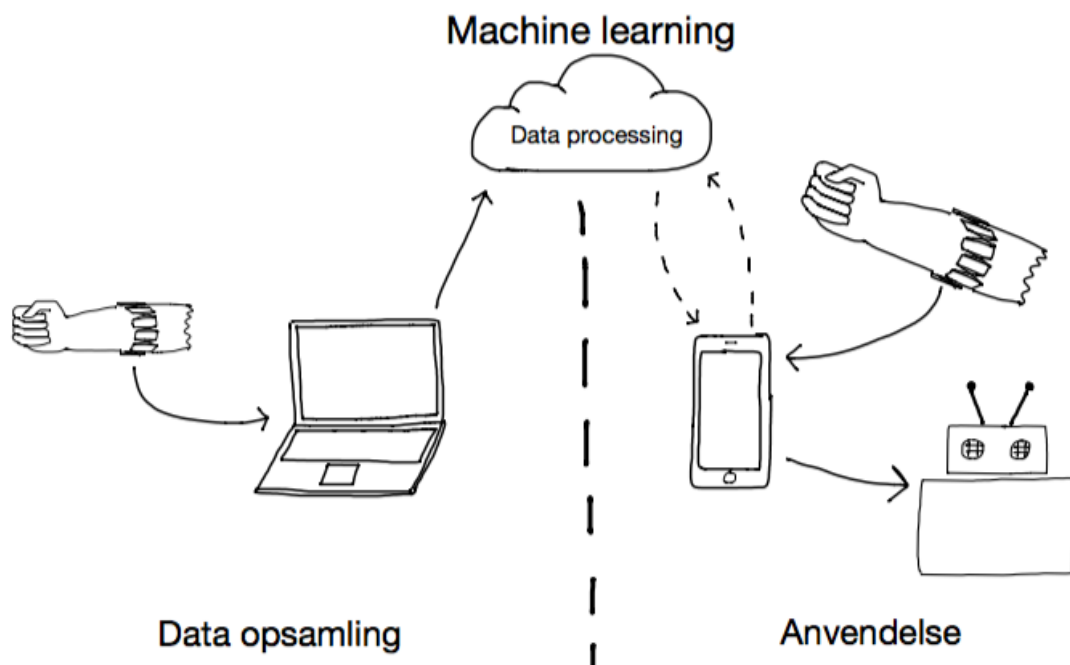 Machine learning
Data processing
Data opsamling
Anvendelse